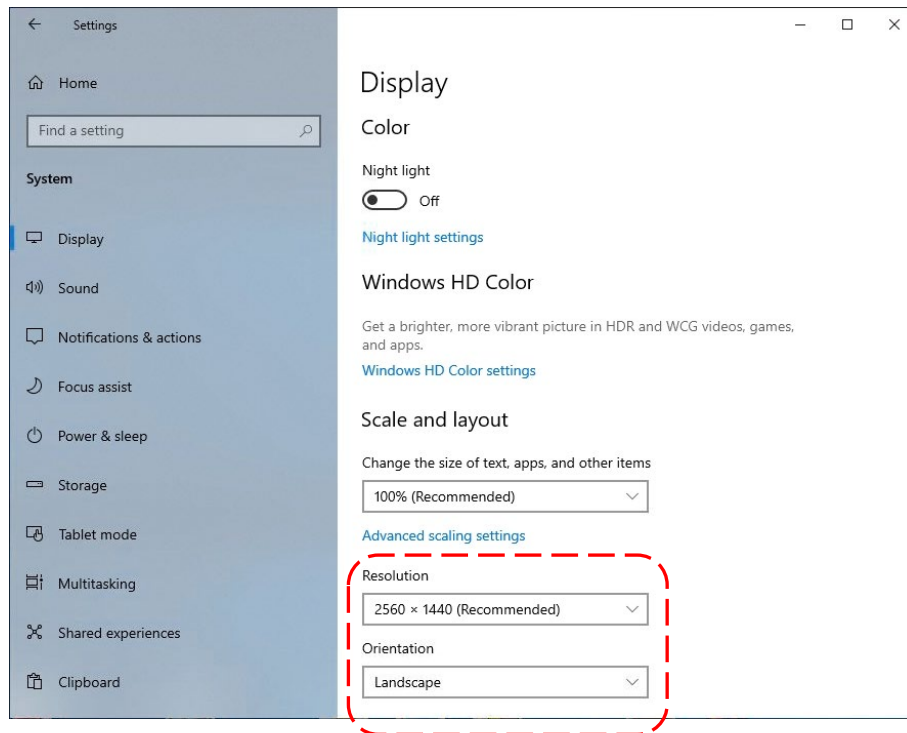 Settings
Home
Find a setting
System
Display
Sound
Notifications & actions
Focus assist
Power & sleep
Storage
Tablet mode
Multitasking
Shared experiences
Clipboard
Display
Color
Night light
Off
Night light settings
Windows HD Color
Get a brighter, more vibrant picture in HDR and WCG videos, games,
and apps.
Windows HD Color settings
Scale and layout
Change the size of text, apps, and other items
100% (Recommended)
Advanced scaling settings
Resolution
2560 × 1440 (Recommended)
Orientation
Landscape